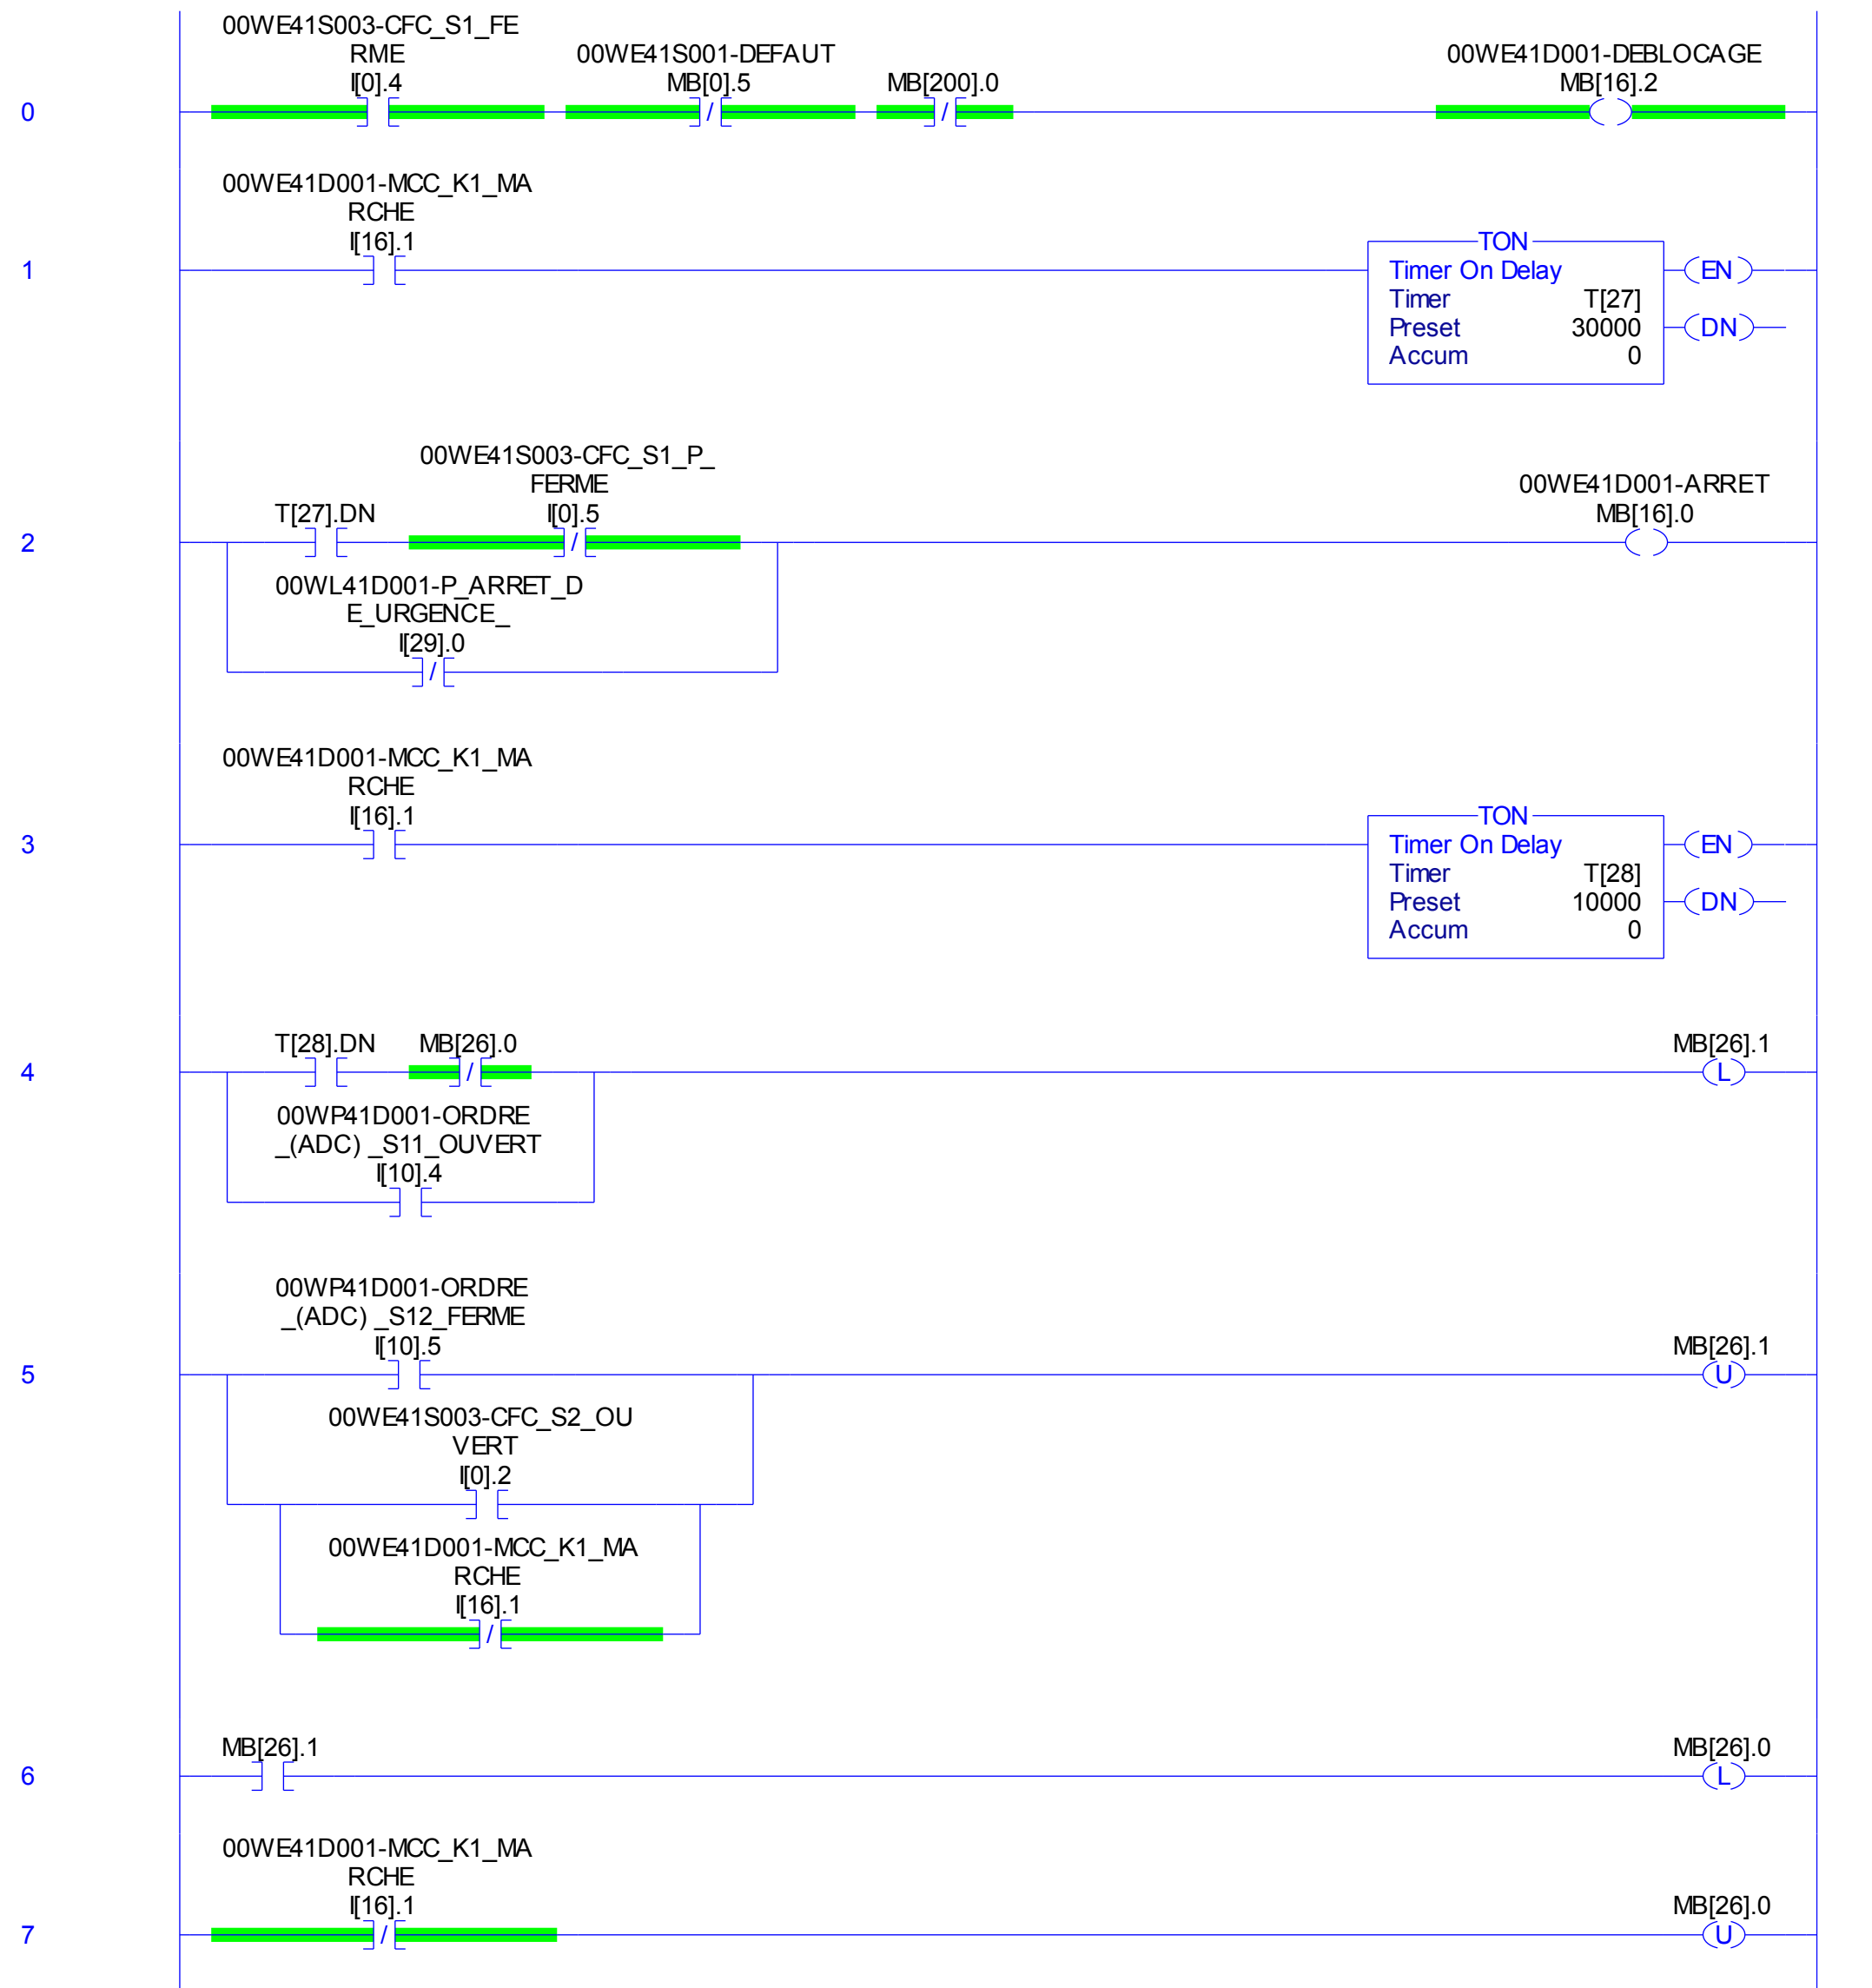 00WE41S003-CFC_S1_FE
RME
I[0].4
00WE41S001-DEFAUT
MB[0].5
MB[200].0
00WE41D001-DEBLOCAGE
MB[16].2
0
/
/
00WE41D001-MCC_K1_MA
RCHE
I[16].1
1
TON
Timer On Delay
Timer T[27]
Preset 30000
Accum 0
EN
DN
T[27].DN
00WE41S003-CFC_S1_P_
FERME
I[0].5
00WE41D001-ARRET
MB[16].0
2
/
00WL41D001-P_ARRET_D
E_URGENCE_
I[29].0
/
00WE41D001-MCC_K1_MA
RCHE
I[16].1
3
TON
Timer On Delay
Timer T[28]
Preset 10000
Accum 0
EN
DN
T[28].DN
MB[26].0
MB[26].1
4
/
L
00WP41D001-ORDRE
_(ADC) _S11_OUVERT
I[10].4
00WP41D001-ORDRE
_(ADC) _S12_FERME
I[10].5
MB[26].1
5
U
00WE41S003-CFC_S2_OU
VERT
I[0].2
00WE41D001-MCC_K1_MA
RCHE
I[16].1
/
MB[26].1
MB[26].0
6
L
00WE41D001-MCC_K1_MA
RCHE
I[16].1
MB[26].0
7
/
U